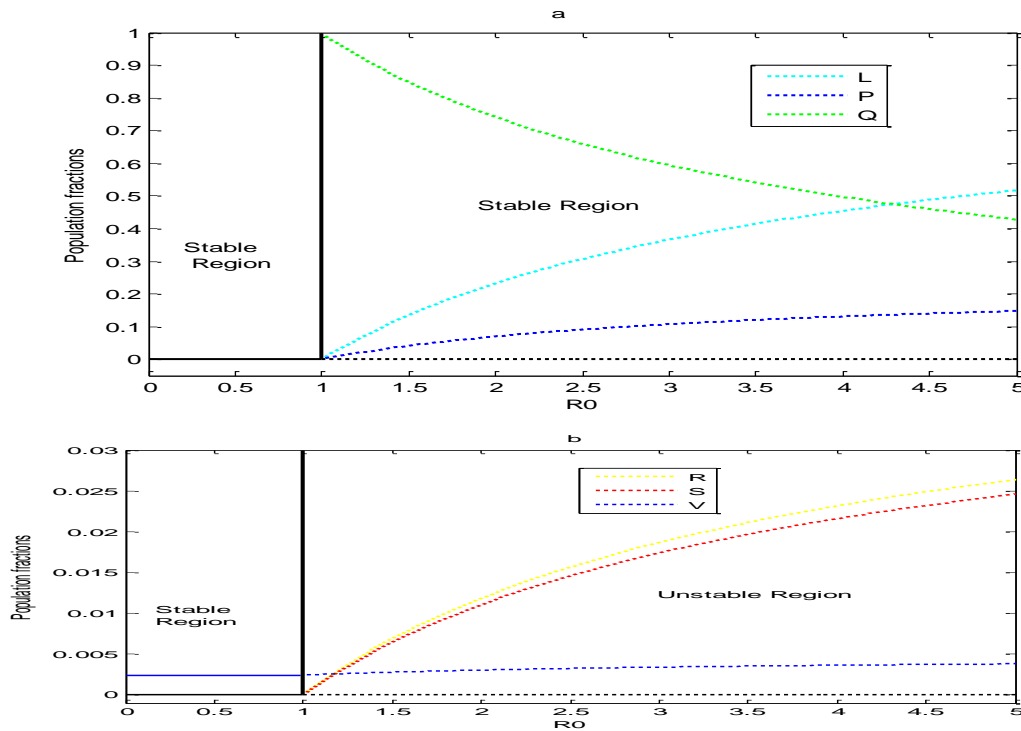 a
1
0.9
0.8
0.7
0.6
0.5
0.4
0.3
0.2
0.1
0
Population fractions
L
P
Q
Stable Region
Stable
Region
0 0.5 1 1.5 2 2.5 3 3.5 4 4.5 5
R0
b
0.03
0.025
0.02
0.015
0.01
0.005
0
Population fractions
R
S
V
Stable
Region
Unstable Region
0 0.5 1 1.5 2 2.5 3 3.5 4 4.5 5
R0